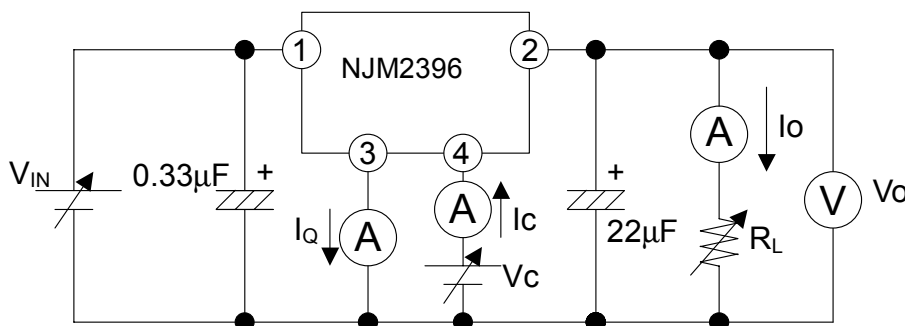 1
NJM2396
2
3
4
A
Io
V_IN
0.33μF
+
I_Q
A
A
Ic
Vc
+
22μF
R_L
V
Vo